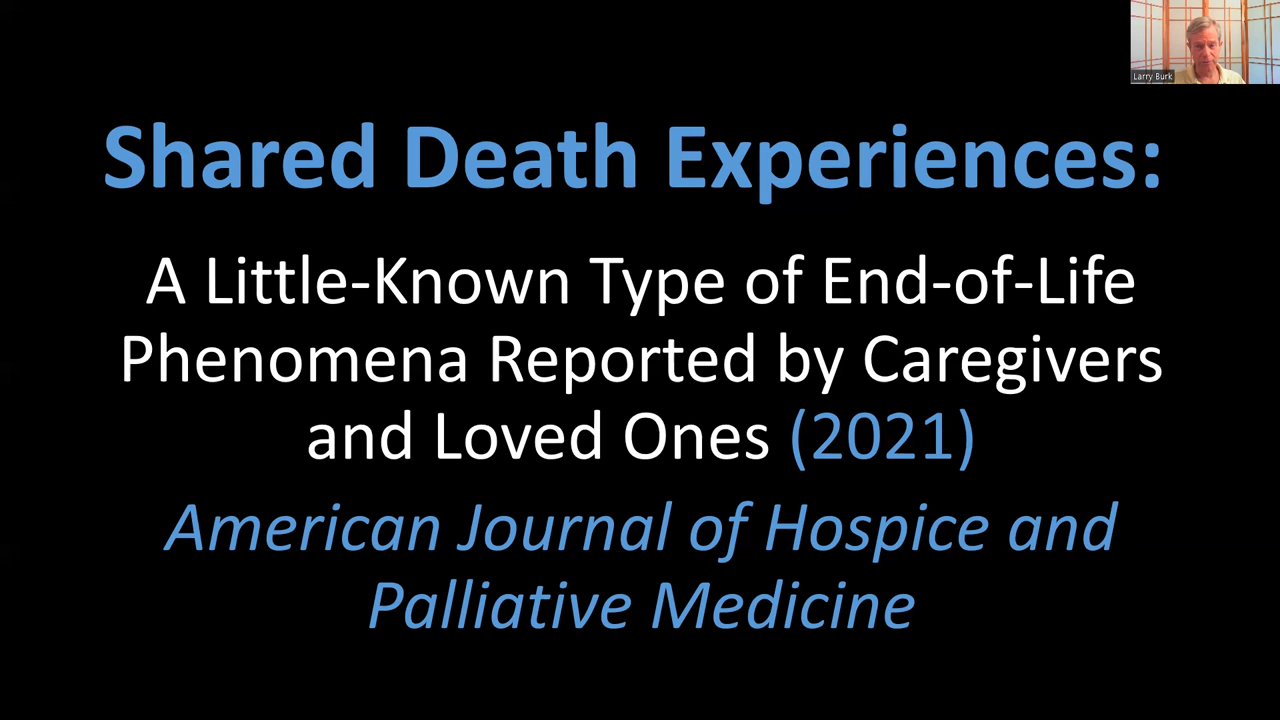 Larry Burk
Shared Death Experiences:
A Little-Known Type of End-of-Life
Phenomena Reported by Caregivers
and Loved Ones (2021)
American Journal of Hospice and
Palliative Medicine